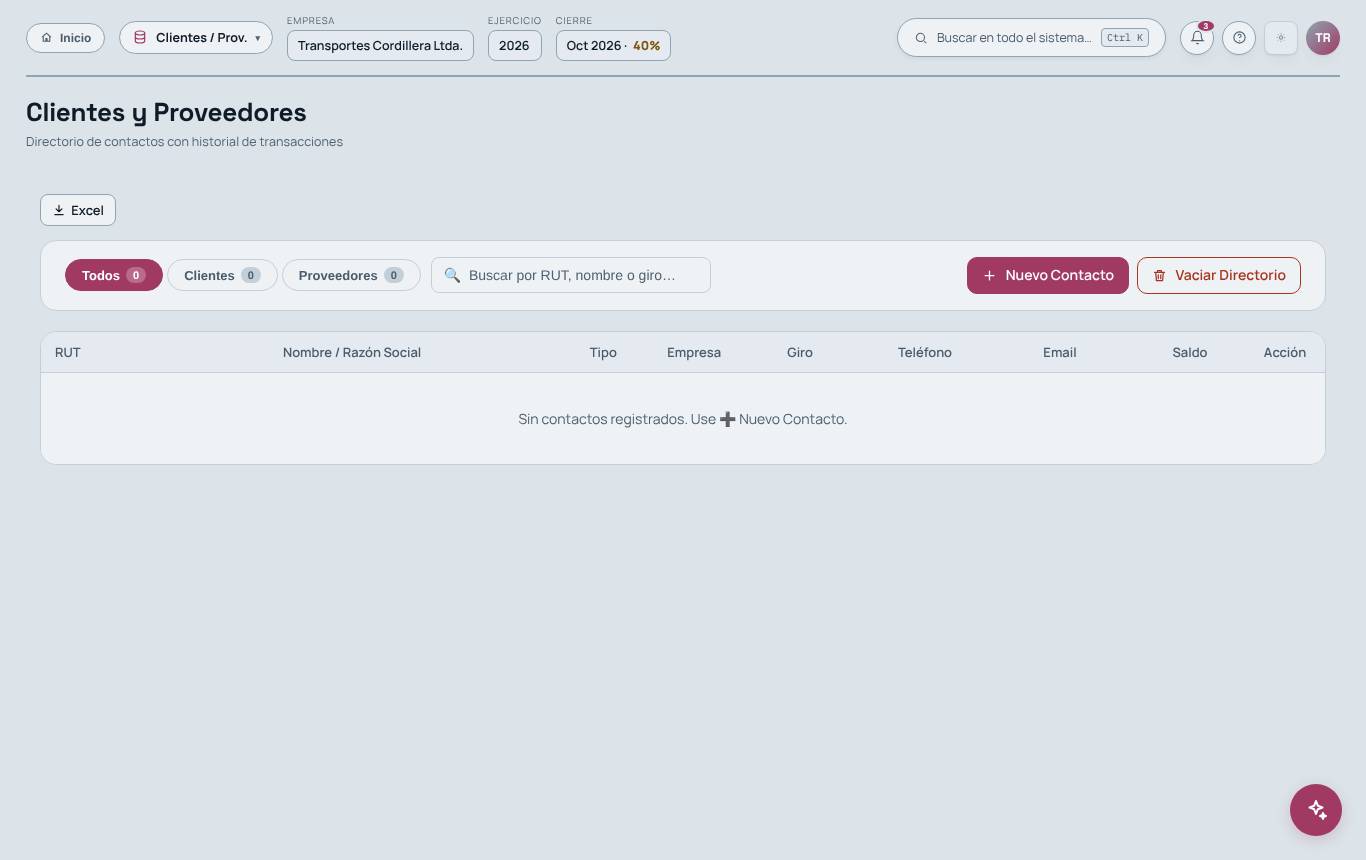 Inicio
Clientes / Prov. ▾
EMPRESA
Transportes Cordillera Ltda.
EJERCICIO
2026
CIERRE
Oct 2026 · 40%
Buscar en todo el sistema... Ctrl K
3
TR
Clientes y Proveedores
Directorio de contactos con historial de transacciones
Excel
Todos 0
Clientes 0
Proveedores 0
🔍 Buscar por RUT, nombre o giro…
Nuevo Contacto
Vaciar Directorio
RUT Nombre / Razón Social Tipo Empresa Giro Teléfono Email Saldo Acción
Sin contactos registrados. Use ➕ Nuevo Contacto.